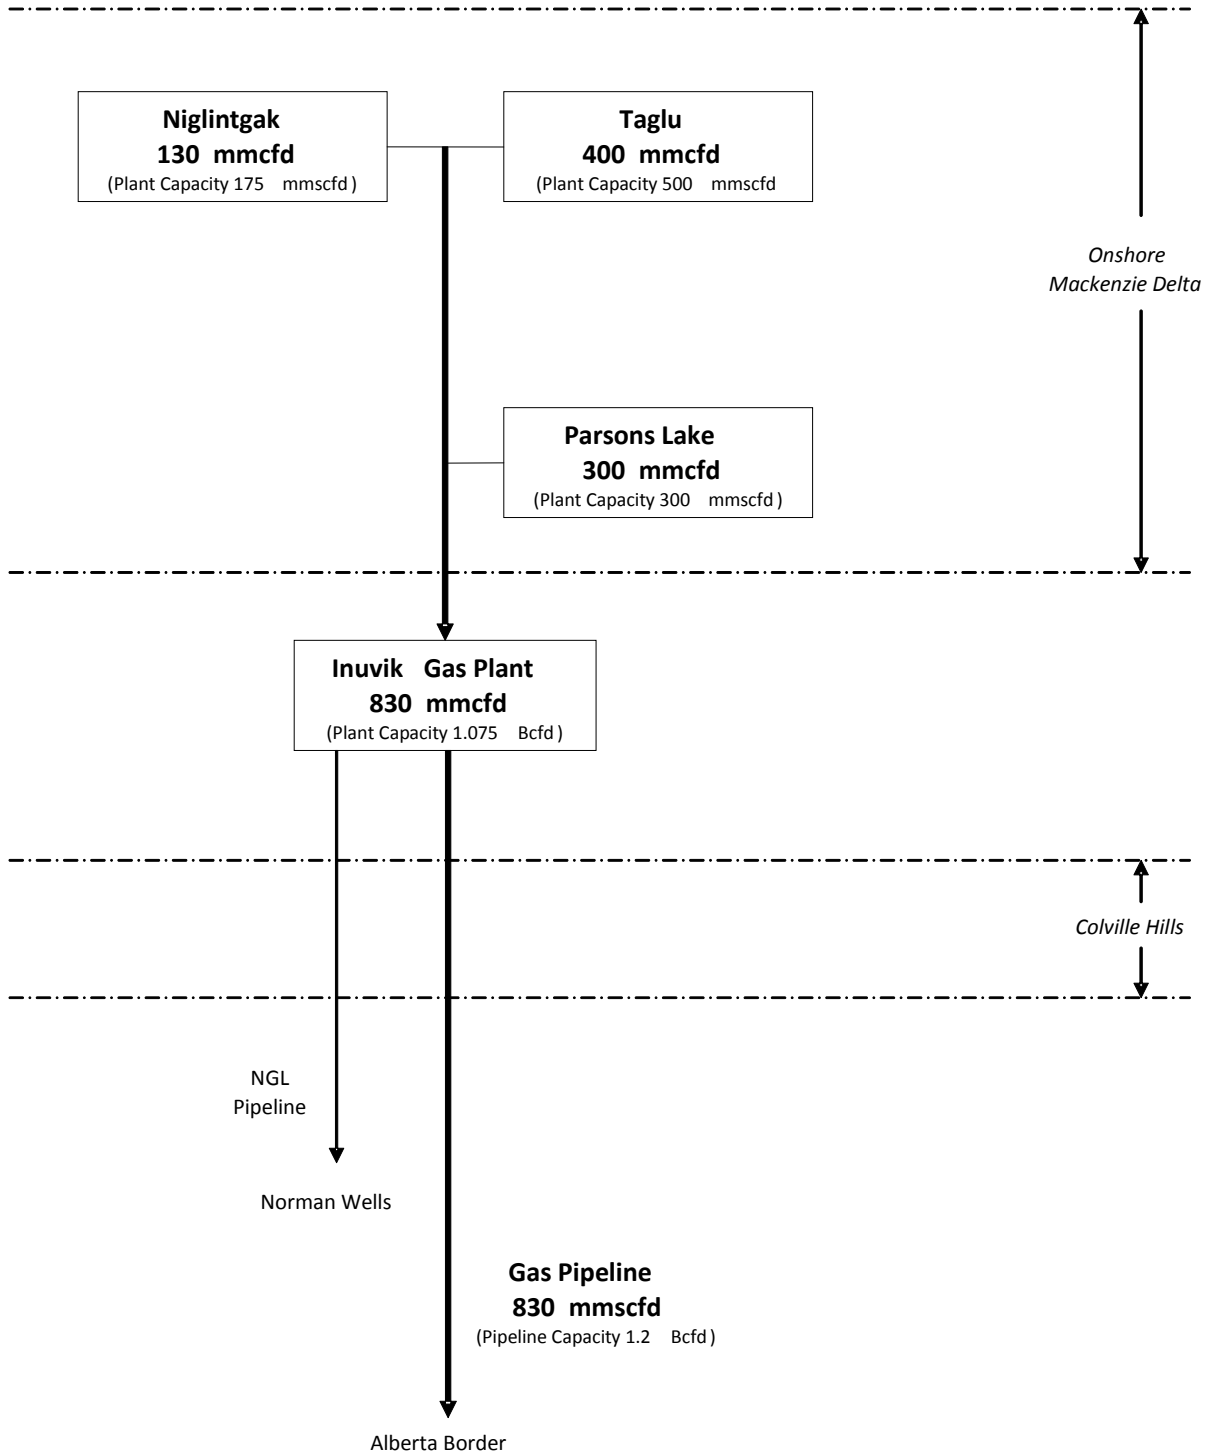 Niglintgak
130 mmcfd
(Plant Capacity 175 mmscfd)
Taglu
400 mmcfd
(Plant Capacity 500 mmscfd
Onshore
Mackenzie Delta
Parsons Lake
300 mmcfd
(Plant Capacity 300 mmscfd)
Inuvik Gas Plant
830 mmcfd
(Plant Capacity 1.075 Bcfd)
Colville Hills
NGL
Pipeline
Norman Wells
Gas Pipeline
830 mmscfd
(Pipeline Capacity 1.2 Bcfd)
Alberta Border